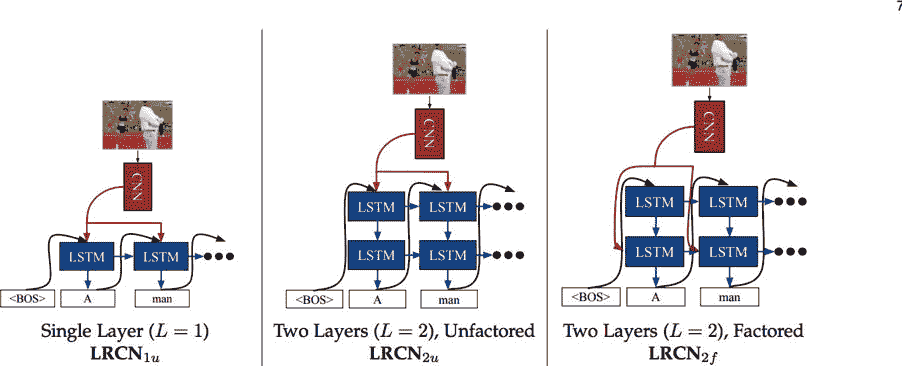 7
CNN
LSTM LSTM
<BOS> A man
Single Layer (L = 1)
LRCN1u
CNN
LSTM LSTM
LSTM LSTM
<BOS> A man
Two Layers (L = 2), Unfactored
LRCN2u
CNN
LSTM LSTM
LSTM LSTM
<BOS> A man
Two Layers (L = 2), Factored
LRCN2f